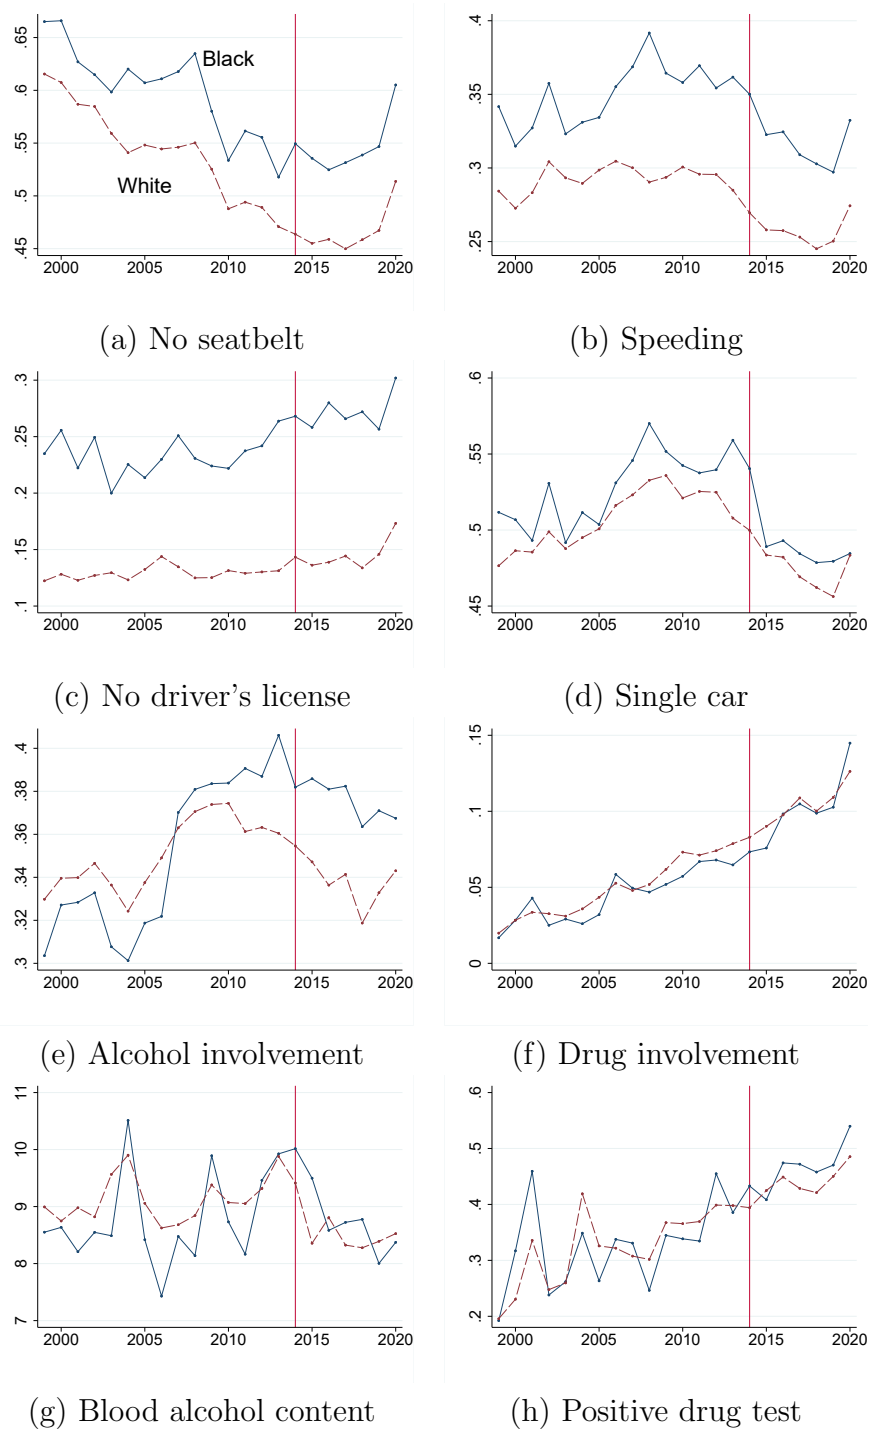 .65
.6
.55
.5
.45
Black
White
2000 2005 2010 2015 2020
(a) No seatbelt
.4
.35
.3
.25
2000 2005 2010 2015 2020
(b) Speeding
.3
.25
.2
.15
.1
2000 2005 2010 2015 2020
(c) No driver's license
.6
.55
.5
.45
2000 2005 2010 2015 2020
(d) Single car
.4
.38
.36
.34
.32
.3
2000 2005 2010 2015 2020
(e) Alcohol involvement
.15
.1
.05
0
2000 2005 2010 2015 2020
(f) Drug involvement
11
10
9
8
7
2000 2005 2010 2015 2020
(g) Blood alcohol content
.6
.5
.4
.3
.2
2000 2005 2010 2015 2020
(h) Positive drug test